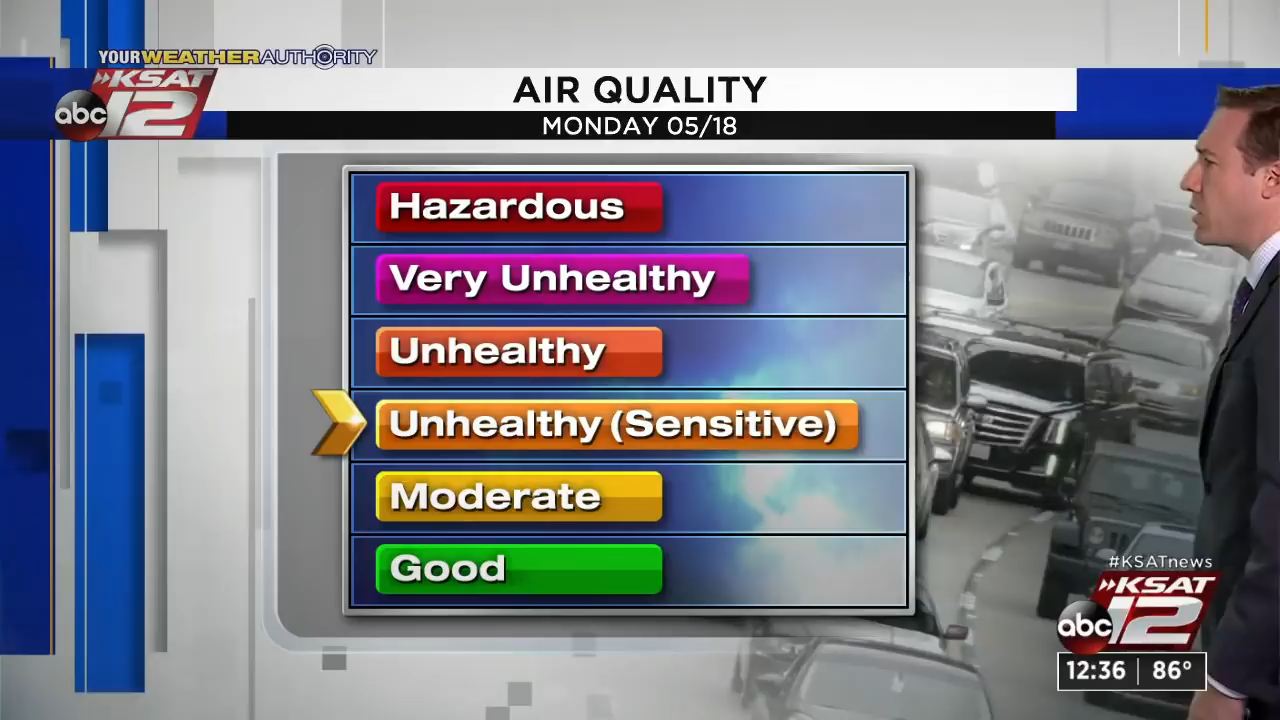 YOURWEATHERAUTHORITY
KSAT
abc 12
AIR QUALITY
MONDAY 05/18
Hazardous
Very Unhealthy
Unhealthy
Unhealthy (Sensitive)
Moderate
Good
#KSATnews
KSAT
abc 12
12:36 86°